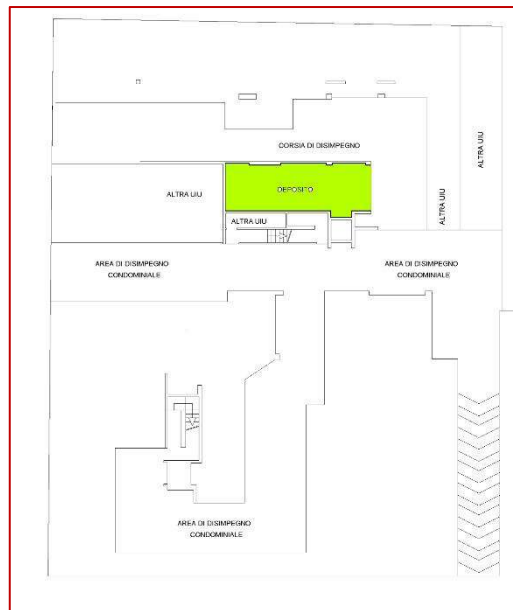 CORSIA DI DISIMPEGNO
ALTRA UIU
ALTRA UIU
DEPOSITO
ALTRA UIU
ALTRA UIU
AREA DI DISIMPEGNO
CONDOMINIALE
AREA DI DISIMPEGNO
CONDOMINIALE
AREA DI DISIMPEGNO
CONDOMINIALE